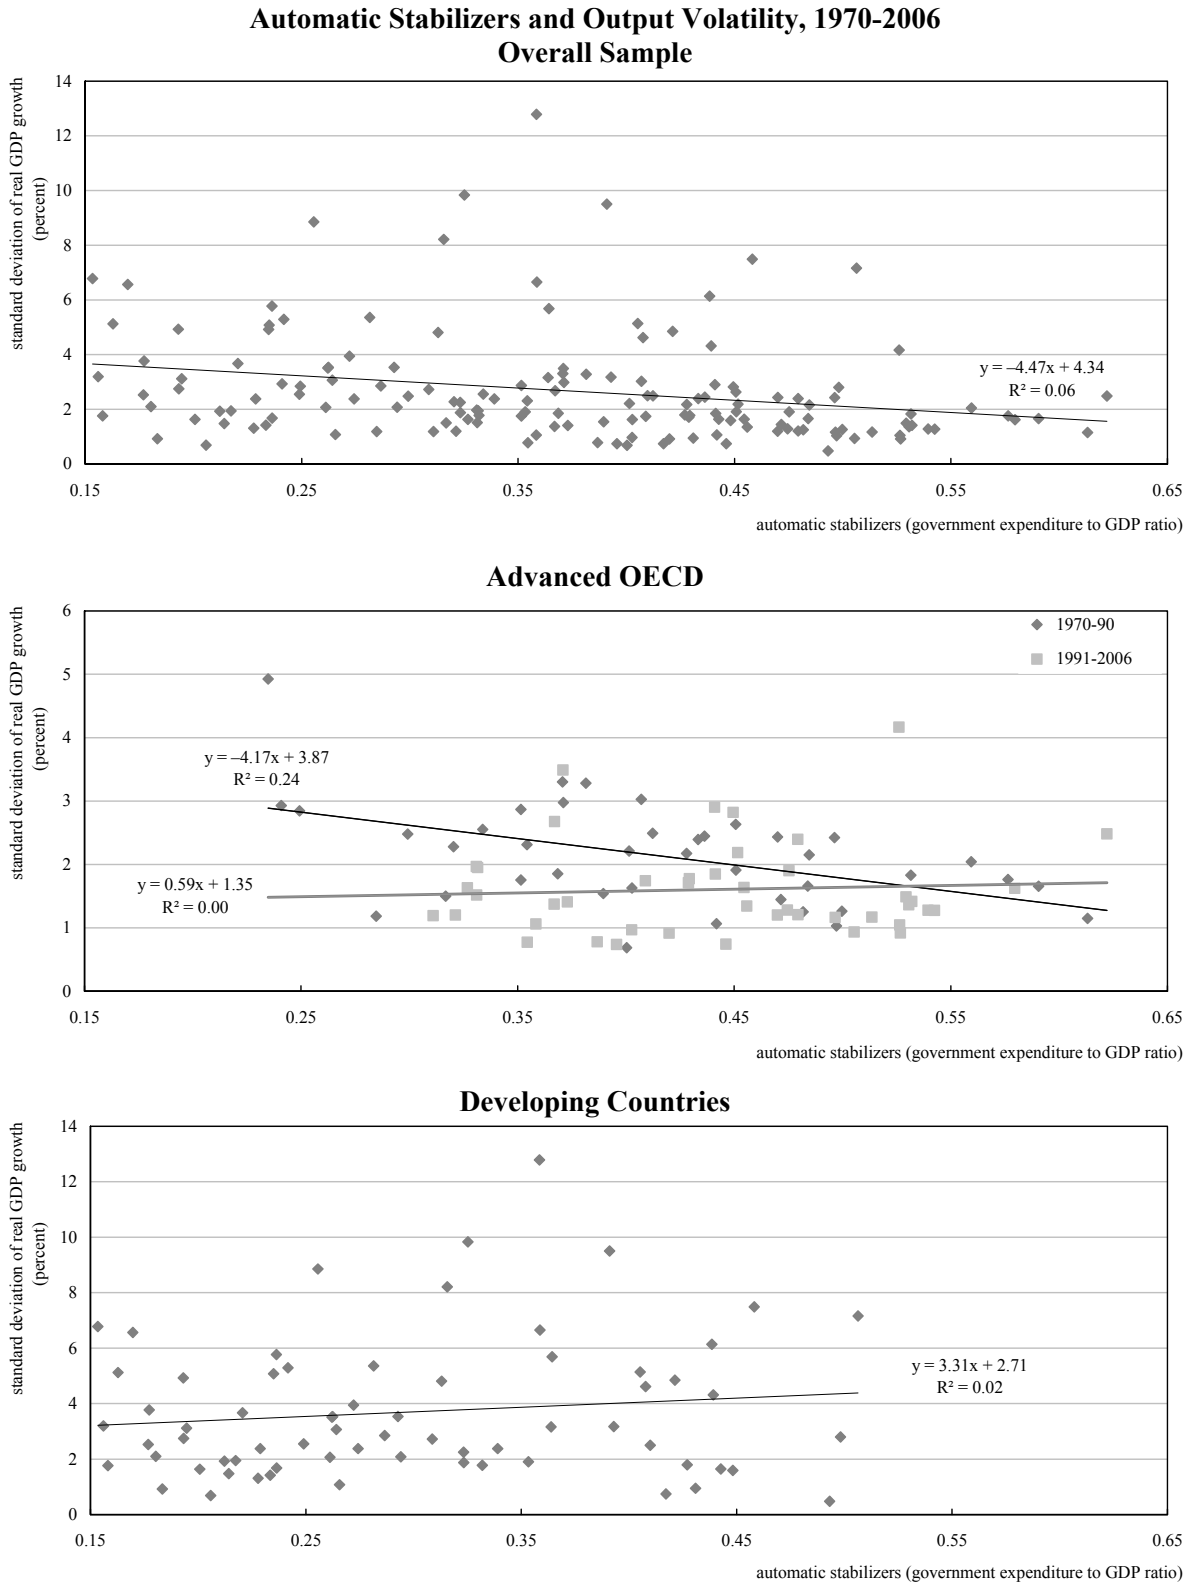 Automatic Stabilizers and Output Volatility, 1970-2006
Overall Sample
standard deviation of real GDP growth
(percent)
14
12
10
8
6
4
2
0
y = –4.47x + 4.34
R² = 0.06
0.15 0.25 0.35 0.45 0.55 0.65
automatic stabilizers (government expenditure to GDP ratio)
Advanced OECD
standard deviation of real GDP growth
(percent)
6
5
4
3
2
1
0
1970-90
1991-2006
y = –4.17x + 3.87
R² = 0.24
y = 0.59x + 1.35
R² = 0.00
0.15 0.25 0.35 0.45 0.55 0.65
automatic stabilizers (government expenditure to GDP ratio)
Developing Countries
standard deviation of real GDP growth
(percent)
14
12
10
8
6
4
2
0
y = 3.31x + 2.71
R² = 0.02
0.15 0.25 0.35 0.45 0.55 0.65
automatic stabilizers (government expenditure to GDP ratio)